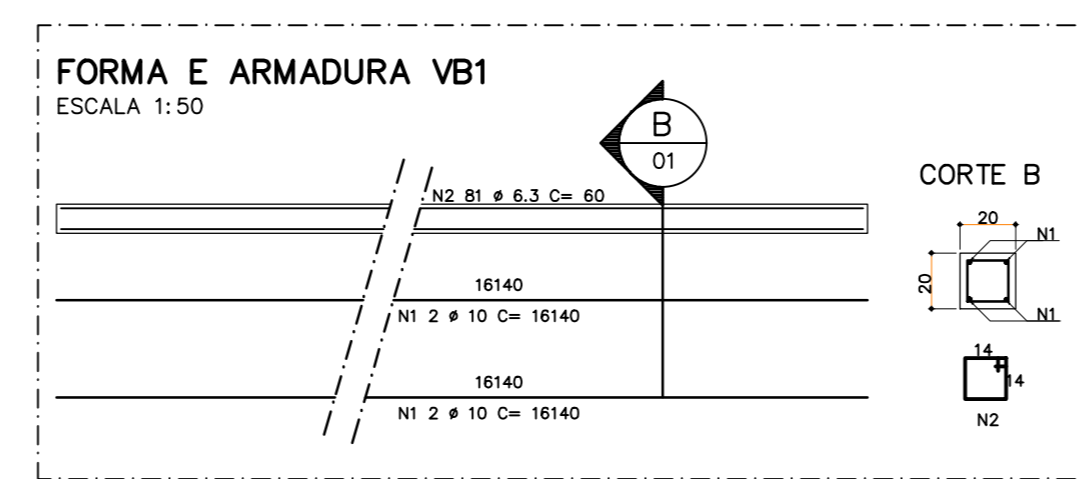 FORMA E ARMADURA VB1
ESCALA 1:50
B
01
N2 81 ø 6.3 C= 60
16140
N1 2 ø 10 C= 16140
16140
N1 2 ø 10 C= 16140
CORTE B
20
N1
20
N1
14
14
N2